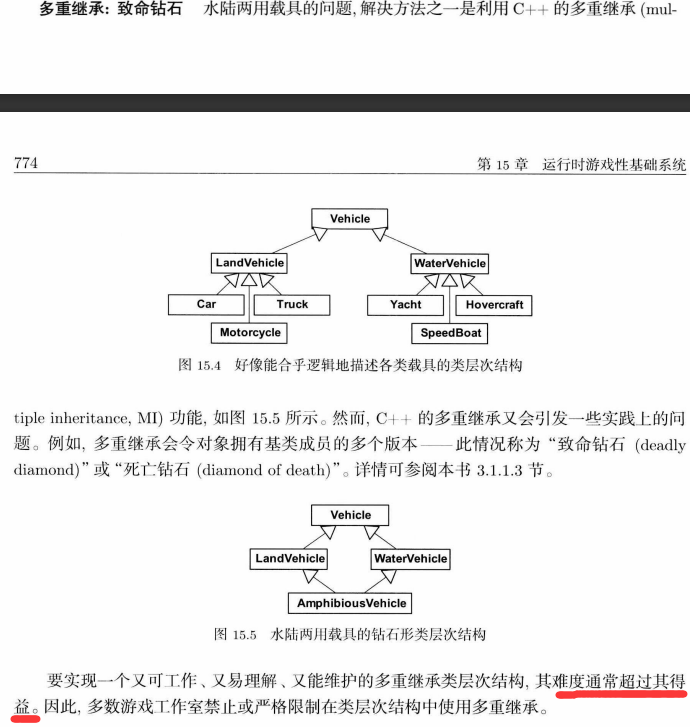 多重继承: 致命钻石 水陆两用载具的问题, 解决方法之一是利用 C++ 的多重继承 (mul-
774 第 15 章 运行时游戏性基础系统
Vehicle
LandVehicle WaterVehicle
Car Truck Yacht Hovercraft
Motorcycle SpeedBoat
图 15.4 好像能合乎逻辑地描述各类载具的类层次结构
tiple inheritance, MI) 功能, 如图 15.5 所示。然而, C++ 的多重继承又会引发一些实践上的问
题。例如, 多重继承会令对象拥有基类成员的多个版本——此情况称为“致命钻石 (deadly
diamond)”或“死亡钻石 (diamond of death)”。详情可参阅本书 3.1.1.3 节。
Vehicle
LandVehicle WaterVehicle
AmphibiousVehicle
图 15.5 水陆两用载具的钻石形类层次结构
要实现一个又可工作、又易理解、又能维护的多重继承类层次结构, 其难度通常超过其得
益。因此, 多数游戏工作室禁止或严格限制在类层次结构中使用多重继承。